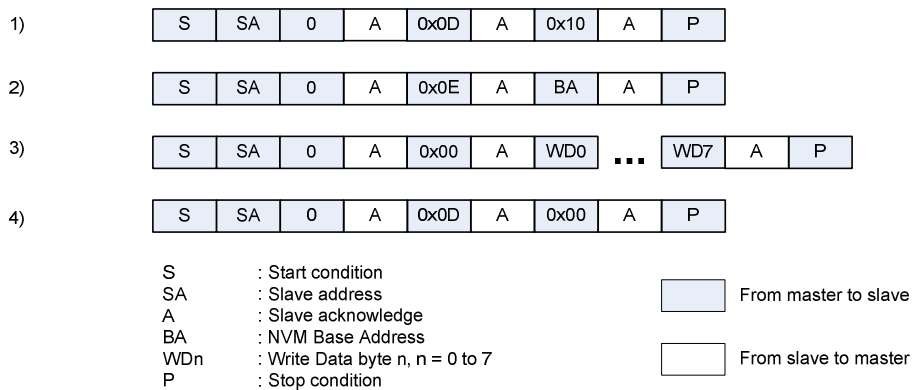 1) S SA 0 A 0x0D A 0x10 A P
2) S SA 0 A 0x0E A BA A P
3) S SA 0 A 0x00 A WD0 ... WD7 A P
4) S SA 0 A 0x0D A 0x00 A P
S : Start condition
SA : Slave address
A : Slave acknowledge
BA : NVM Base Address
WDn : Write Data byte n, n = 0 to 7
P : Stop condition
From master to slave
From slave to master